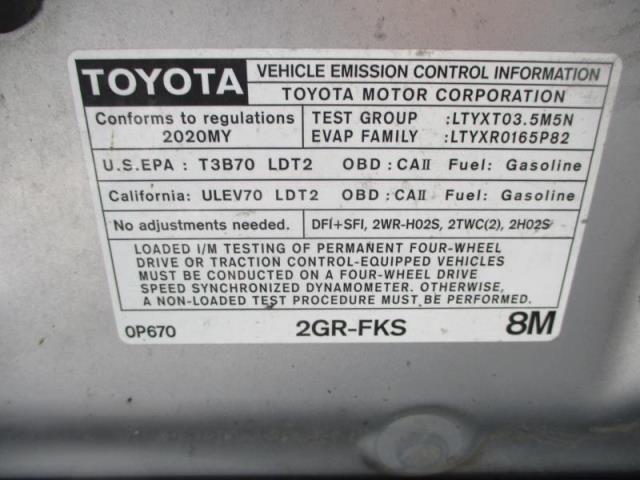 TOYOTA VEHICLE EMISSION CONTROL INFORMATION
TOYOTA MOTOR CORPORATION
Conforms to regulations TEST GROUP :LTYXT03.5M5N
2020MY EVAP FAMILY :LTYXR0165P82
U.S.EPA : T3B70 LDT2 OBD : CAII Fuel: Gasoline
California: ULEV70 LDT2 OBD : CAII Fuel: Gasoline
No adjustments needed. DFI+SFI, 2WR-HO2S, 2TWC(2), 2HO2S
LOADED I/M TESTING OF PERMANENT FOUR-WHEEL
DRIVE OR TRACTION CONTROL-EQUIPPED VEHICLES
MUST BE CONDUCTED ON A FOUR-WHEEL DRIVE
SPEED SYNCHRONIZED DYNAMOMETER. OTHERWISE,
A NON-LOADED TEST PROCEDURE MUST BE PERFORMED.
0P670 2GR-FKS 8M